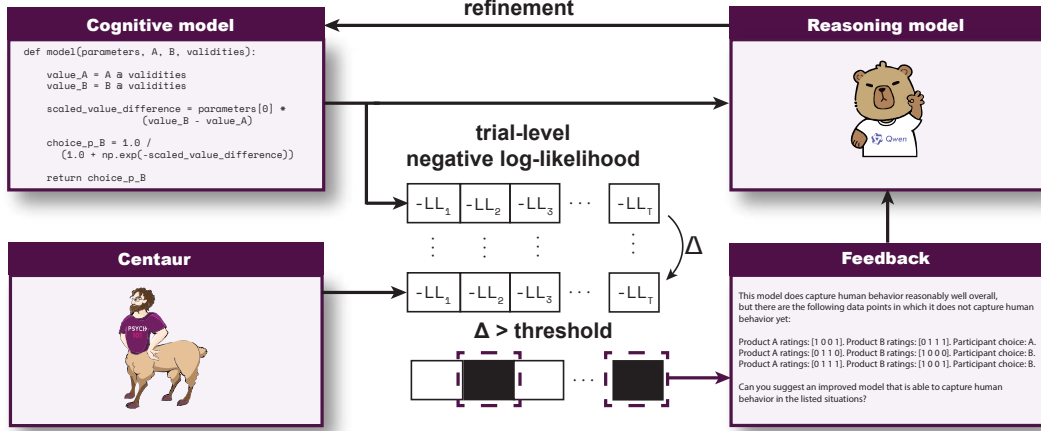 refinement
Cognitive model
def model(parameters, A, B, validities):
value_A = A @ validities
value_B = B @ validities
scaled_value_difference = parameters[0] *
(value_B - value_A)
choice_p_B = 1.0 /
(1.0 + np.exp(-scaled_value_difference))
return choice_p_B
Reasoning model
Qwen
trial-level
negative log-likelihood
-LL₁ -LL₂ -LL₃ ... -LL_T
Δ
-LL₁ -LL₂ -LL₃ ... -LL_T
Δ > threshold
Centaur
PSYCH
101
Feedback
This model does capture human behavior reasonably well overall,
but there are the following data points in which it does not capture human
behavior yet:
Product A ratings: [1 0 0 1]. Product B ratings: [0 1 1 1]. Participant choice: A.
Product A ratings: [0 1 1 0]. Product B ratings: [1 0 0 0]. Participant choice: B.
Product A ratings: [0 1 1 1]. Product B ratings: [1 0 0 1]. Participant choice: B.
Can you suggest an improved model that is able to capture human
behavior in the listed situations?